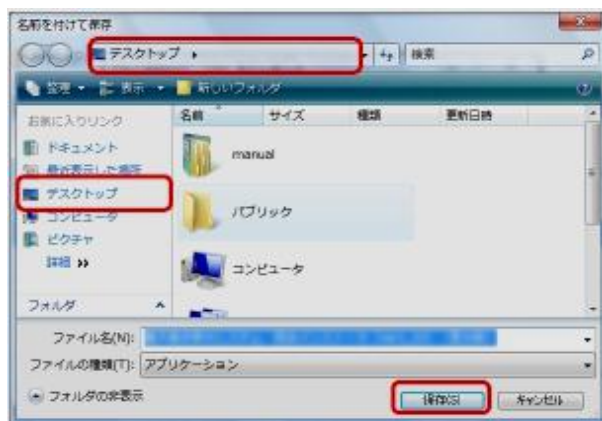 名前を付けて保存
デスクトップ
検索
整理 表示 新しいフォルダ
お気に入りリンク
名前 サイズ 種類 更新日時
ドキュメント
最近表示した場所
デスクトップ
コンピュータ
ピクチャ
詳細 >>
manual
パブリック
コンピュータ
フォルダ
ファイル名(N):
ファイルの種類(T): アプリケーション
フォルダの非表示
保存(S) キャンセル